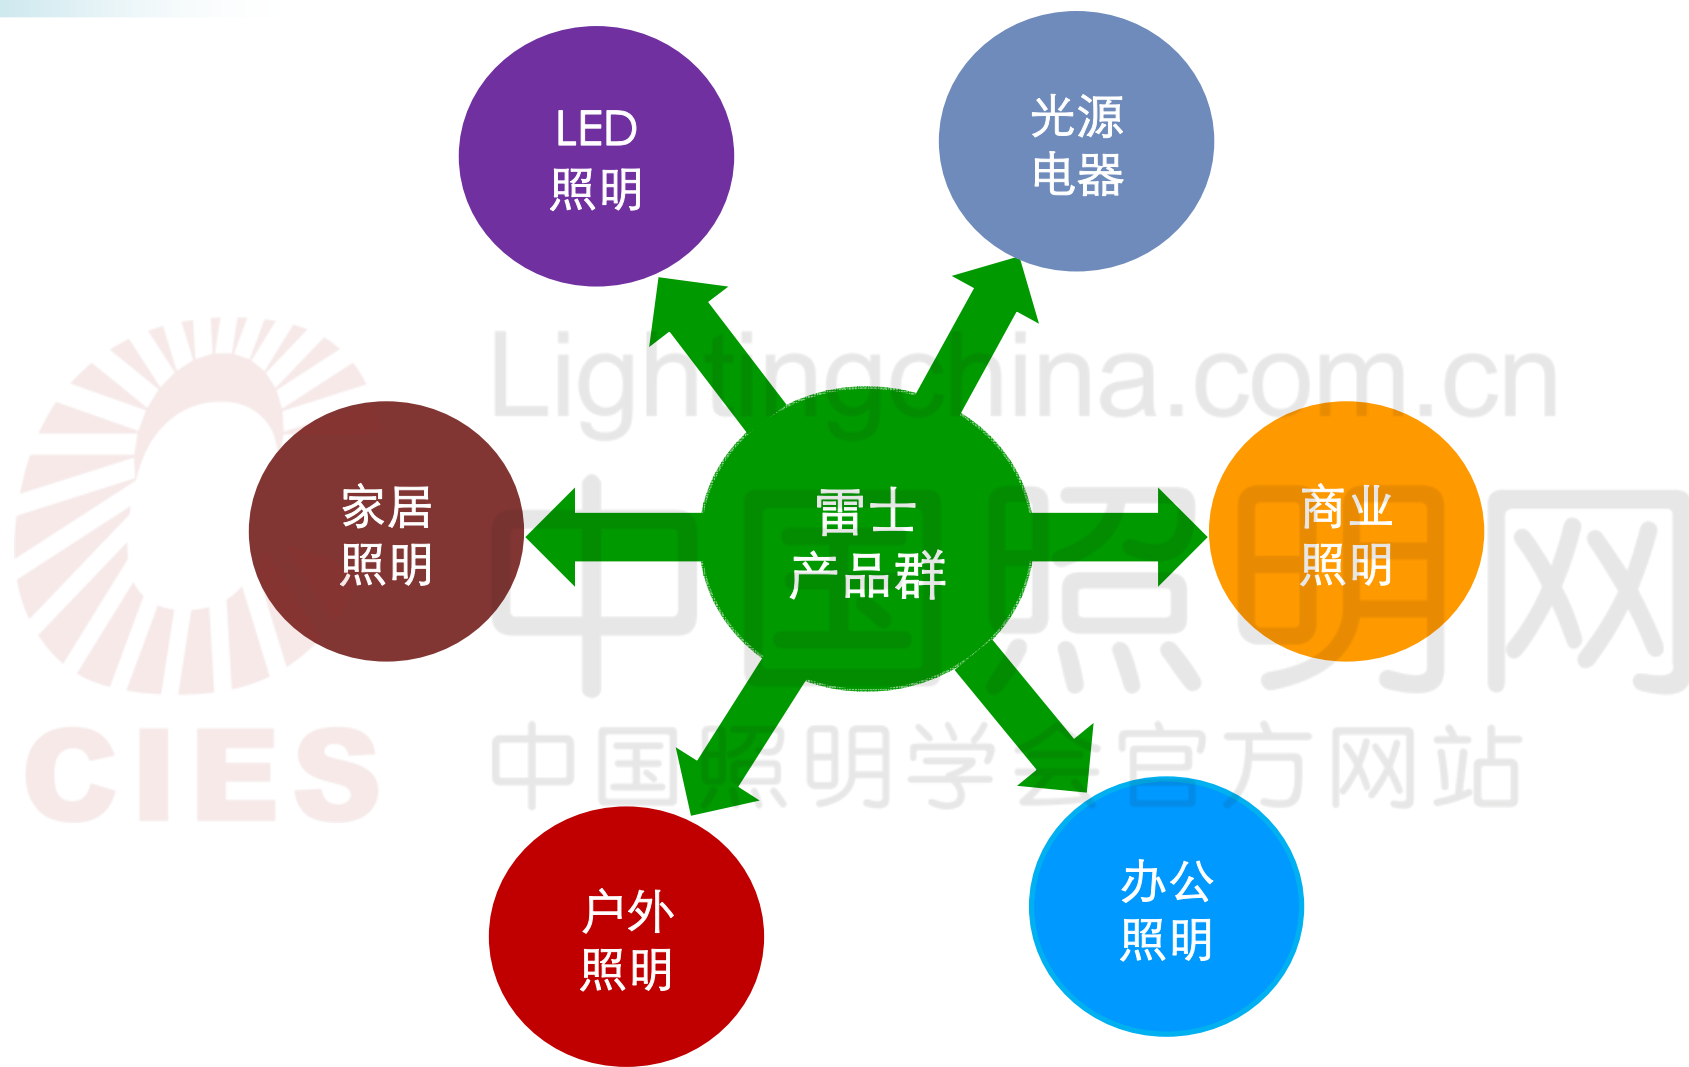 LED
照明
光源
电器
Lightingchina.com.cn
家居
照明
雷士
产品群
商业
照明
中国照明网
CIES
中国照明学会官方网站
户外
照明
办公
照明